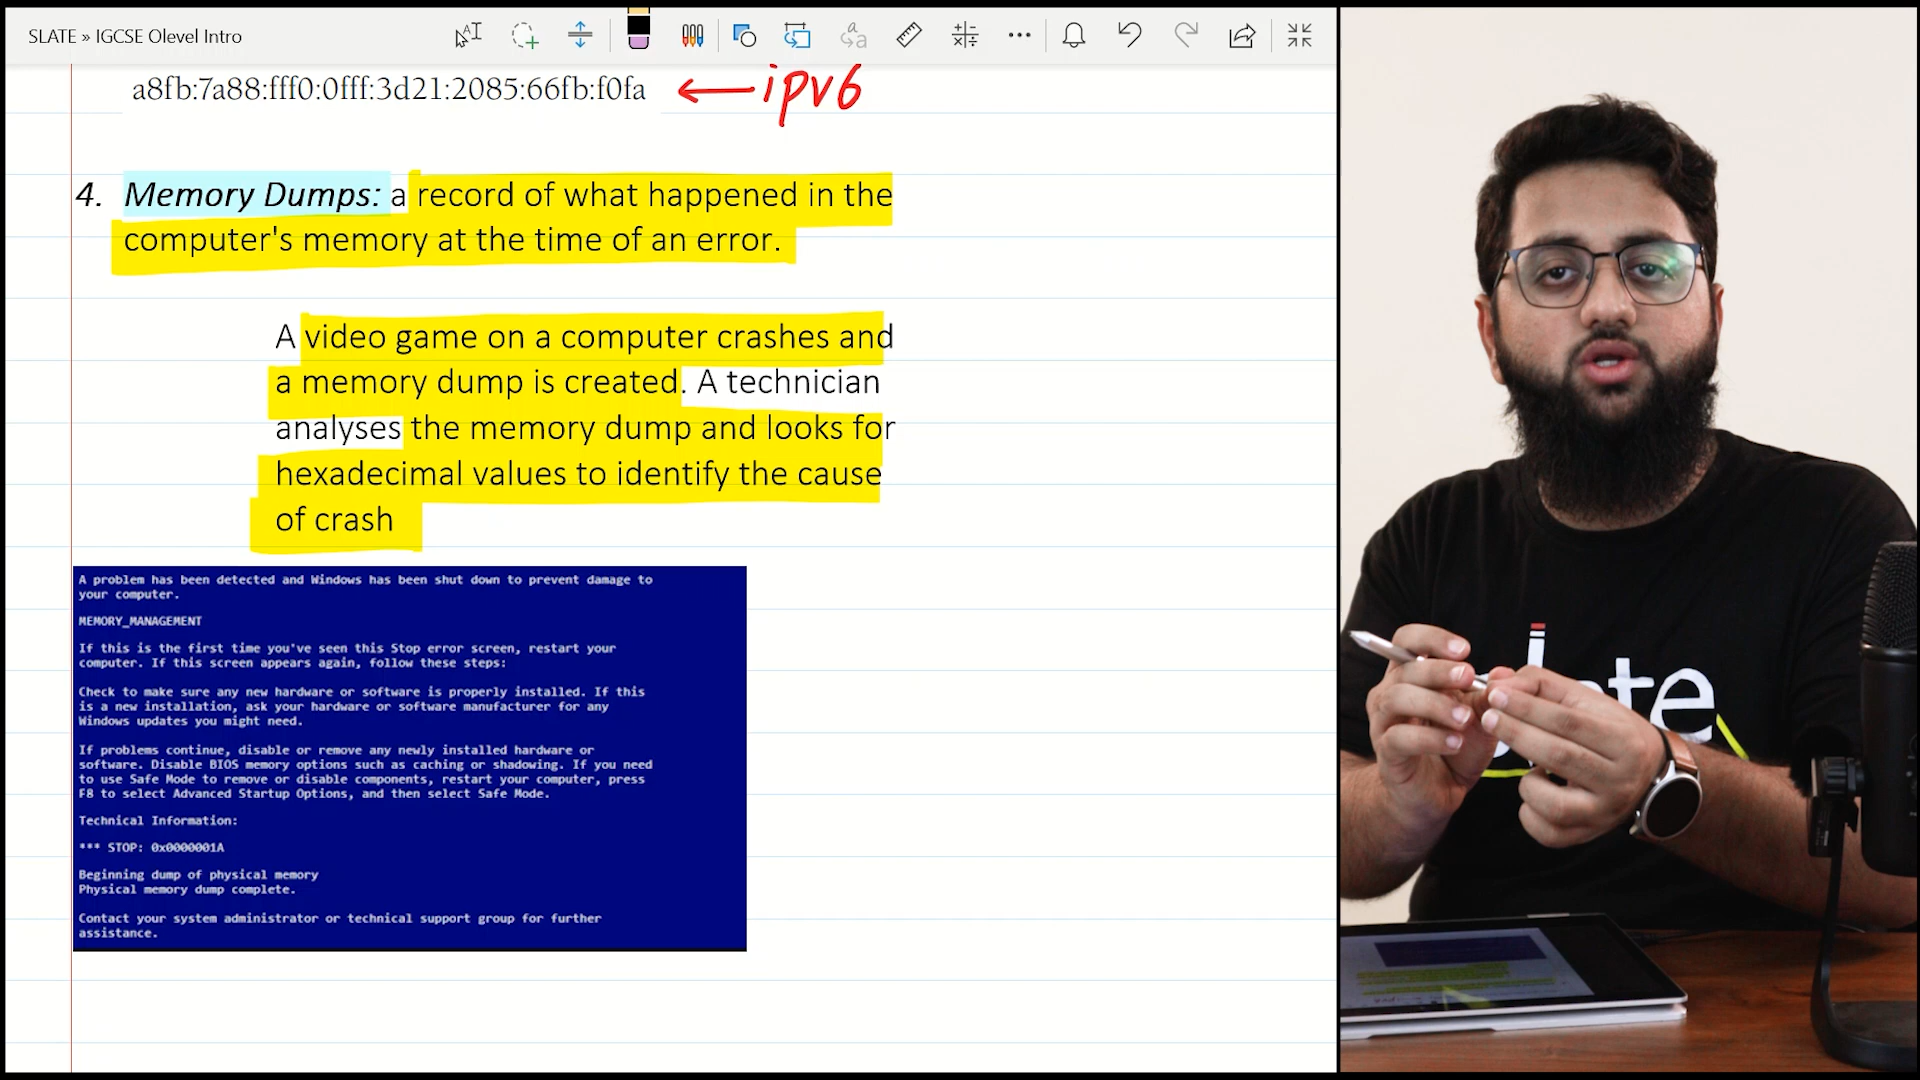 SLATE » IGCSE Olevel Intro
a8fb:7a88:fff0:0fff:3d21:2085:66fb:f0fa ← ipv6
4. Memory Dumps: a record of what happened in the
computer's memory at the time of an error.
A video game on a computer crashes and
a memory dump is created. A technician
analyses the memory dump and looks for
hexadecimal values to identify the cause
of crash
A problem has been detected and Windows has been shut down to prevent damage to
your computer.
MEMORY_MANAGEMENT
If this is the first time you've seen this Stop error screen, restart your
computer. If this screen appears again, follow these steps:
Check to make sure any new hardware or software is properly installed. If this
is a new installation, ask your hardware or software manufacturer for any
Windows updates you might need.
If problems continue, disable or remove any newly installed hardware or
software. Disable BIOS memory options such as caching or shadowing. If you need
to use Safe Mode to remove or disable components, restart your computer, press
F8 to select Advanced Startup Options, and then select Safe Mode.
Technical Information:
*** STOP: 0x0000001A
Beginning dump of physical memory
Physical memory dump complete.
Contact your system administrator or technical support group for further
assistance.